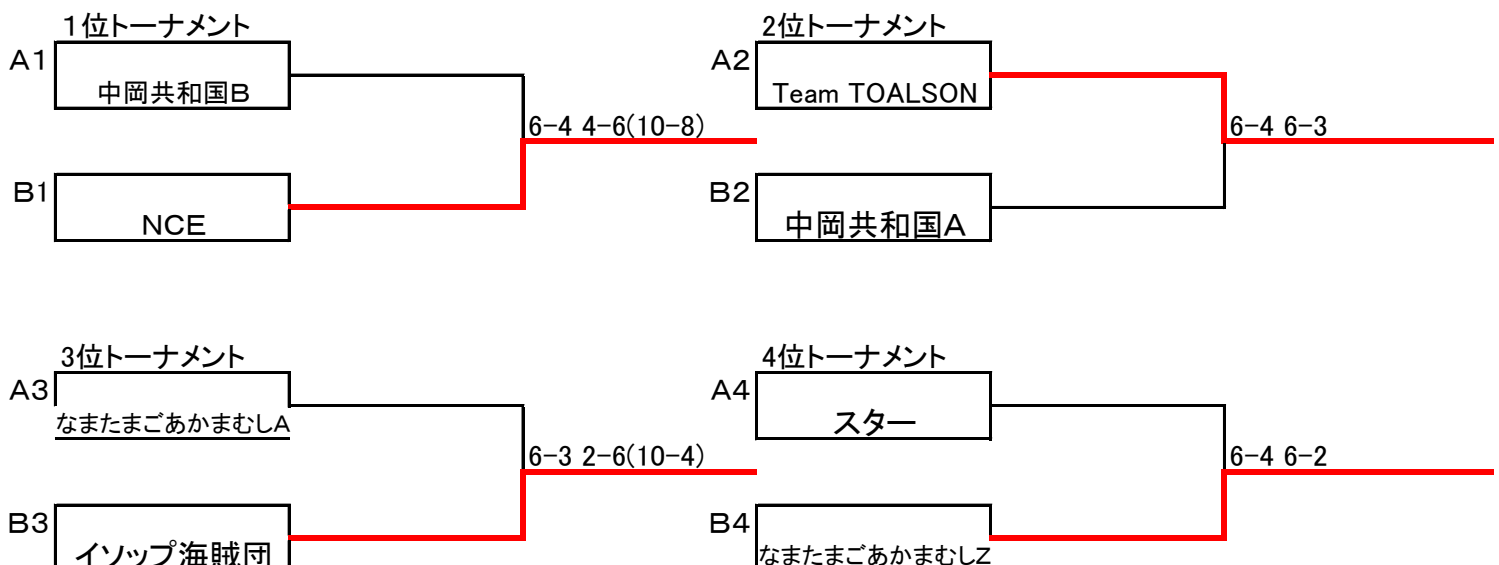 1位トーナメント
A1
中岡共和国B
6-4 4-6(10-8)
B1
NCE
2位トーナメント
A2
Team TOALSON
6-4 6-3
B2
中岡共和国A
3位トーナメント
A3
なまたまごあかまむしA
6-3 2-6(10-4)
B3
イソップ海賊団
4位トーナメント
A4
スター
6-4 6-2
B4
なまたまごあかまむしZ